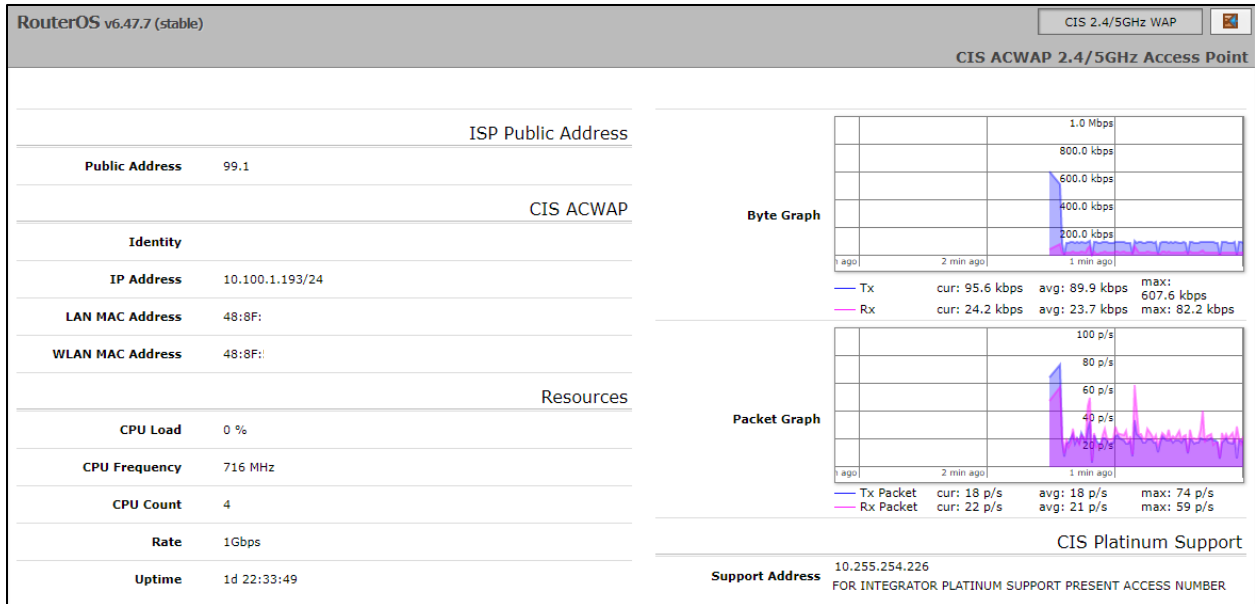 RouterOS v6.47.7 (stable)
CIS 2.4/5GHz WAP
CIS ACWAP 2.4/5GHz Access Point
ISP Public Address
Public Address 99.1
CIS ACWAP
Identity
IP Address 10.100.1.193/24
LAN MAC Address 48:8F:
WLAN MAC Address 48:8F:
Resources
CPU Load 0 %
CPU Frequency 716 MHz
CPU Count 4
Rate 1Gbps
Uptime 1d 22:33:49
Byte Graph
1.0 Mbps
800.0 kbps
600.0 kbps
400.0 kbps
200.0 kbps
ago 2 min ago 1 min ago
Tx cur: 95.6 kbps avg: 89.9 kbps max: 607.6 kbps
Rx cur: 24.2 kbps avg: 23.7 kbps max: 82.2 kbps
Packet Graph
100 p/s
80 p/s
60 p/s
40 p/s
20 p/s
ago 2 min ago 1 min ago
Tx Packet cur: 18 p/s avg: 18 p/s max: 74 p/s
Rx Packet cur: 22 p/s avg: 21 p/s max: 59 p/s
CIS Platinum Support
Support Address 10.255.254.226
FOR INTEGRATOR PLATINUM SUPPORT PRESENT ACCESS NUMBER